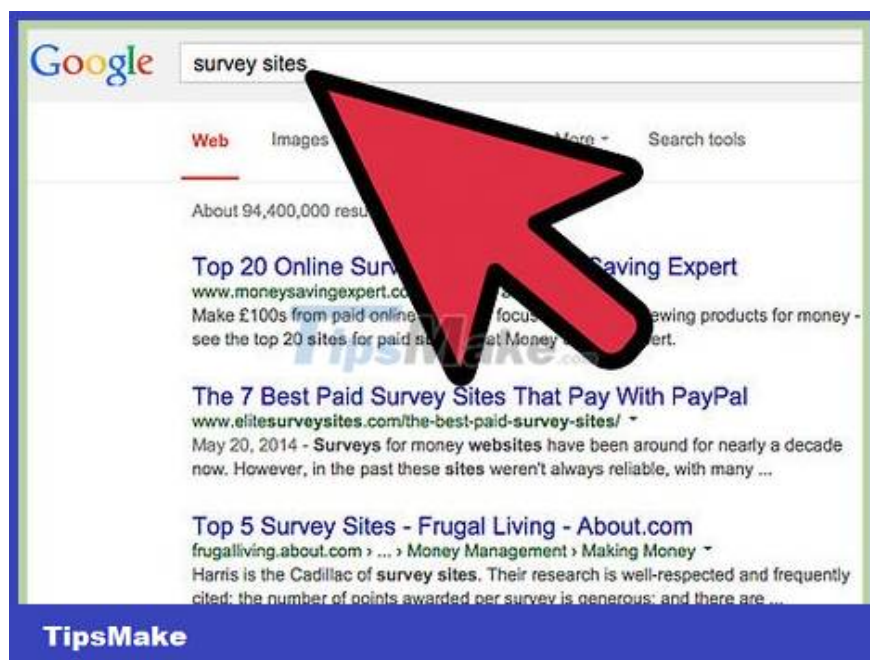 Google survey sites
Web Images More Search tools
About 94,400,000 resu
Top 20 Online Surv Saving Expert
www.moneysavingexpert.co
Make £100s from paid online focus ewing products for money -
see the top 20 sites for paid su at Money ert.
TipsMake.com
The 7 Best Paid Survey Sites That Pay With PayPal
www.elitesurveysites.com/the-best-paid-survey-sites/
May 20, 2014 - Surveys for money websites have been around for nearly a decade
now. However, in the past these sites weren't always reliable, with many ...
Top 5 Survey Sites - Frugal Living - About.com
frugalliving.about.com › ... › Money Management › Making Money
Harris is the Cadillac of survey sites. Their research is well-respected and frequently
cited; the number of points awarded per survey is generous; and there are ...
TipsMake